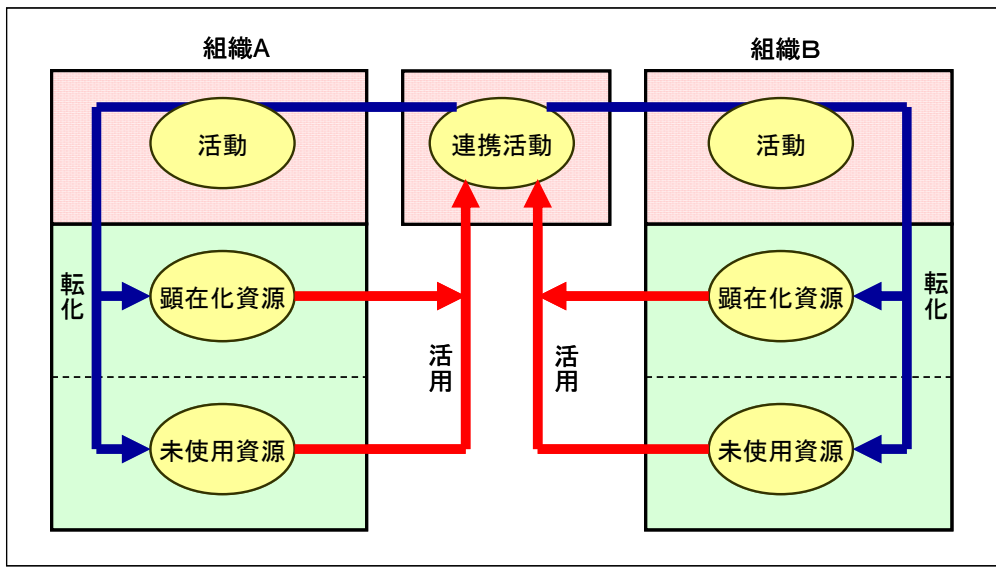 組織A
組織B
活動
連携活動
活動
転化
顕在化資源
顕在化資源
転化
活用
活用
未使用資源
未使用資源